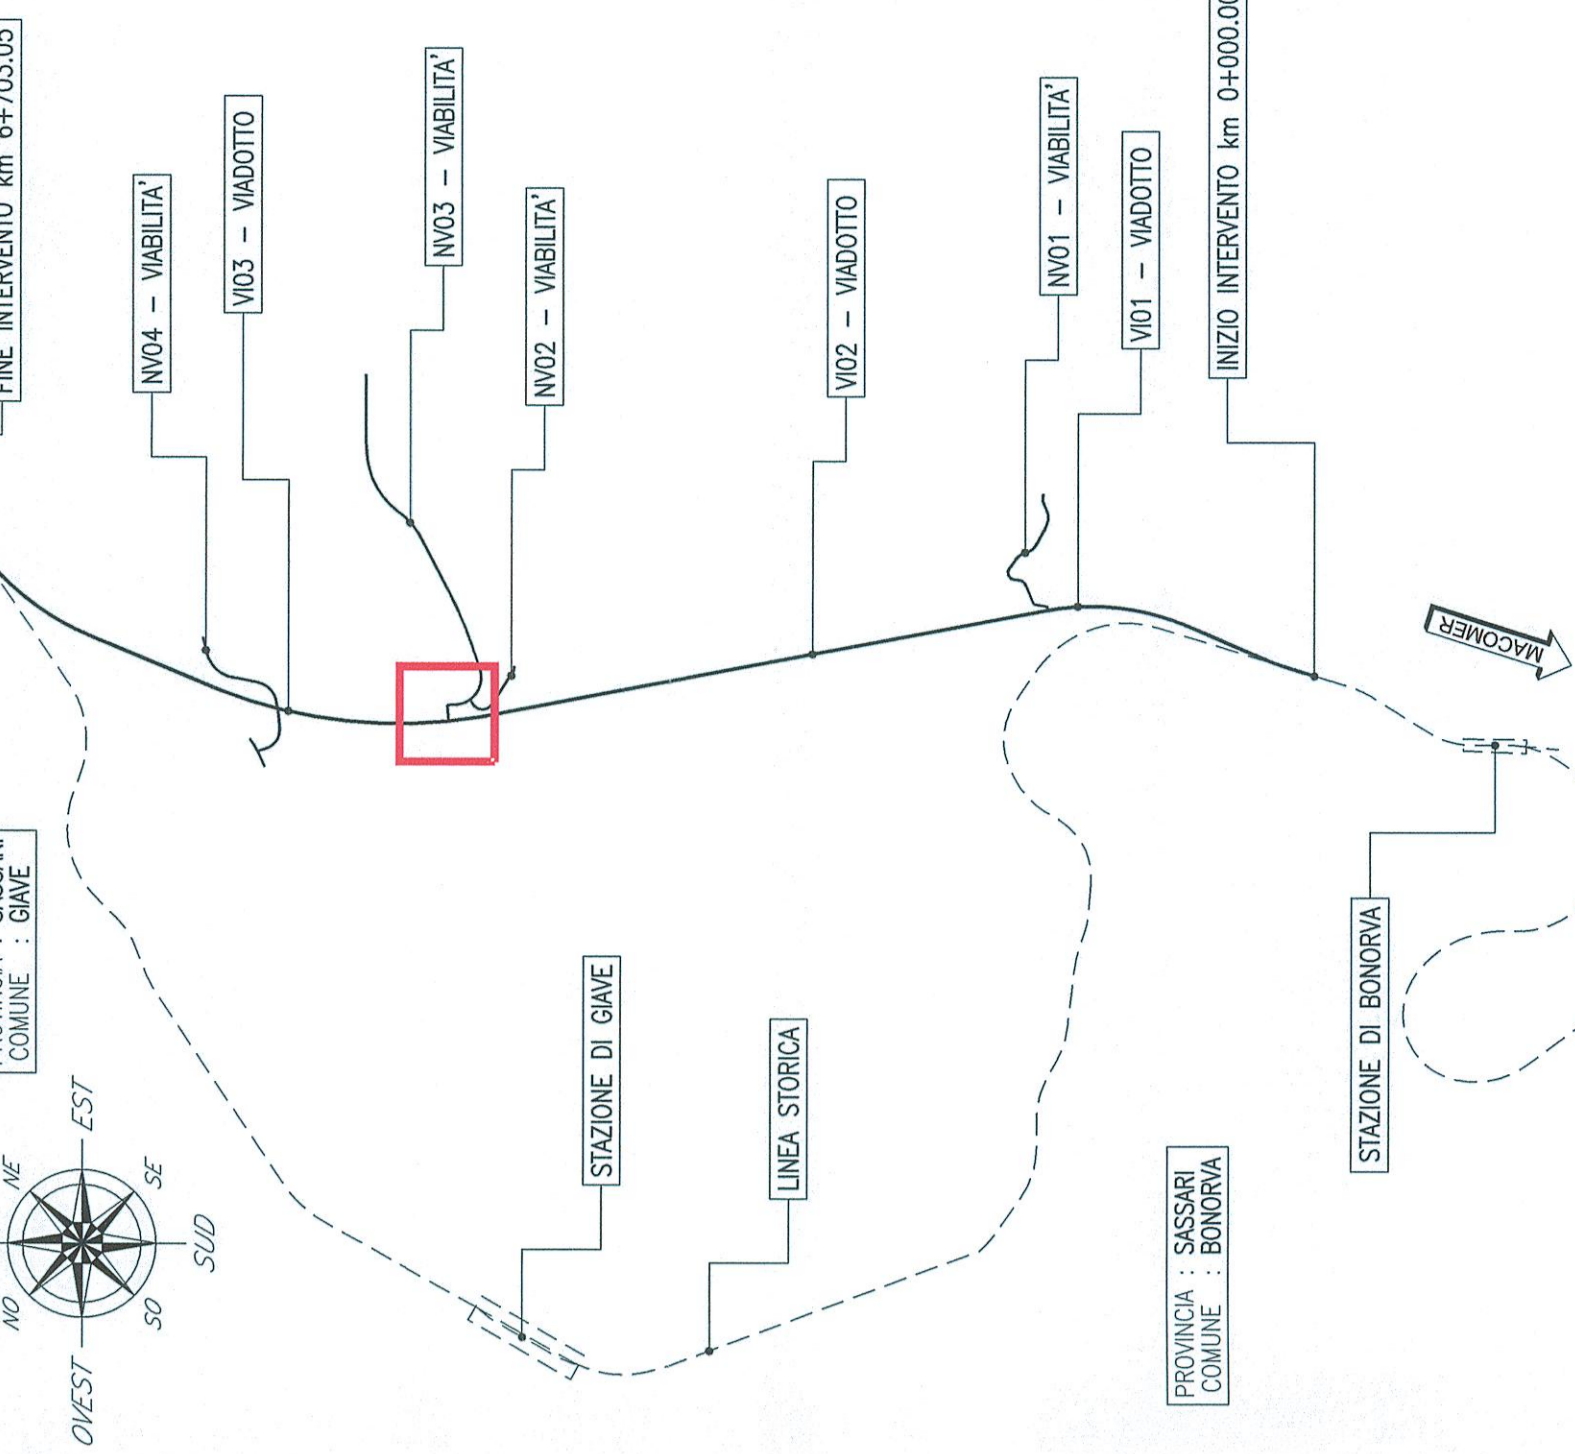 FINE INTERVENTO km 6+703.05
NV04 - VIABILITA'
VI03 - VIADOTTO
NV03 - VIABILITA'
NV02 - VIABILITA'
VI02 - VIADOTTO
NV01 - VIABILITA'
VI01 - VIADOTTO
INIZIO INTERVENTO km 0+000.00
MACOMER
COMUNE : GIAVE
STAZIONE DI GIAVE
LINEA STORICA
STAZIONE DI BONORVA
PROVINCIA : SASSARI
COMUNE : BONORVA
NE
EST
SE
SUD
SO
OVEST
NO